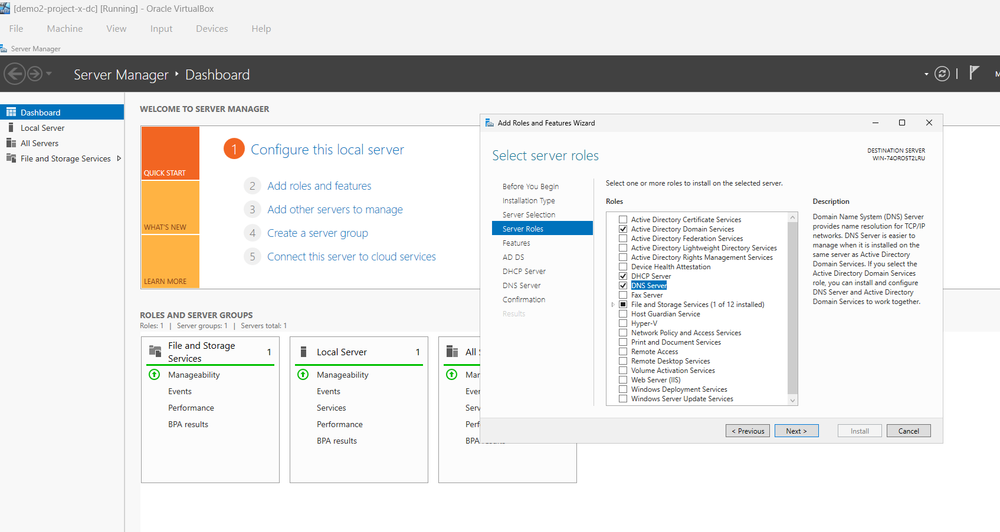 [demo2-project-x-dc] [Running] - Oracle VirtualBox
File Machine View Input Devices Help
Server Manager
Server Manager ‣ Dashboard
Dashboard
Local Server
All Servers
File and Storage Services
WELCOME TO SERVER MANAGER
QUICK START
WHAT'S NEW
LEARN MORE
1 Configure this local server
2 Add roles and features
3 Add other servers to manage
4 Create a server group
5 Connect this server to cloud services
ROLES AND SERVER GROUPS
Roles: 1 | Server groups: 1 | Servers total: 1
File and Storage
Services 1
Manageability
Events
Performance
BPA results
Local Server 1
Manageability
Events
Services
Performance
BPA results
All
BPA results
Add Roles and Features Wizard
Select server roles
DESTINATION SERVER
WIN-74ORO5T2LRU
Before You Begin
Installation Type
Server Selection
Server Roles
Features
AD DS
DHCP Server
DNS Server
Confirmation
Results
Select one or more roles to install on the selected server.
Roles
Active Directory Certificate Services
Active Directory Domain Services
Active Directory Federation Services
Active Directory Lightweight Directory Services
Active Directory Rights Management Services
Device Health Attestation
DHCP Server
DNS Server
Fax Server
File and Storage Services (1 of 12 installed)
Host Guardian Service
Hyper-V
Network Policy and Access Services
Print and Document Services
Remote Access
Remote Desktop Services
Volume Activation Services
Web Server (IIS)
Windows Deployment Services
Windows Server Update Services
Description
Domain Name System (DNS) Server
provides name resolution for TCP/IP
networks. DNS Server is easier to
manage when it is installed on the
same server as Active Directory
Domain Services. If you select the
Active Directory Domain Services
role, you can install and configure
DNS Server and Active Directory
Domain Services to work together.
< Previous Next > Install Cancel